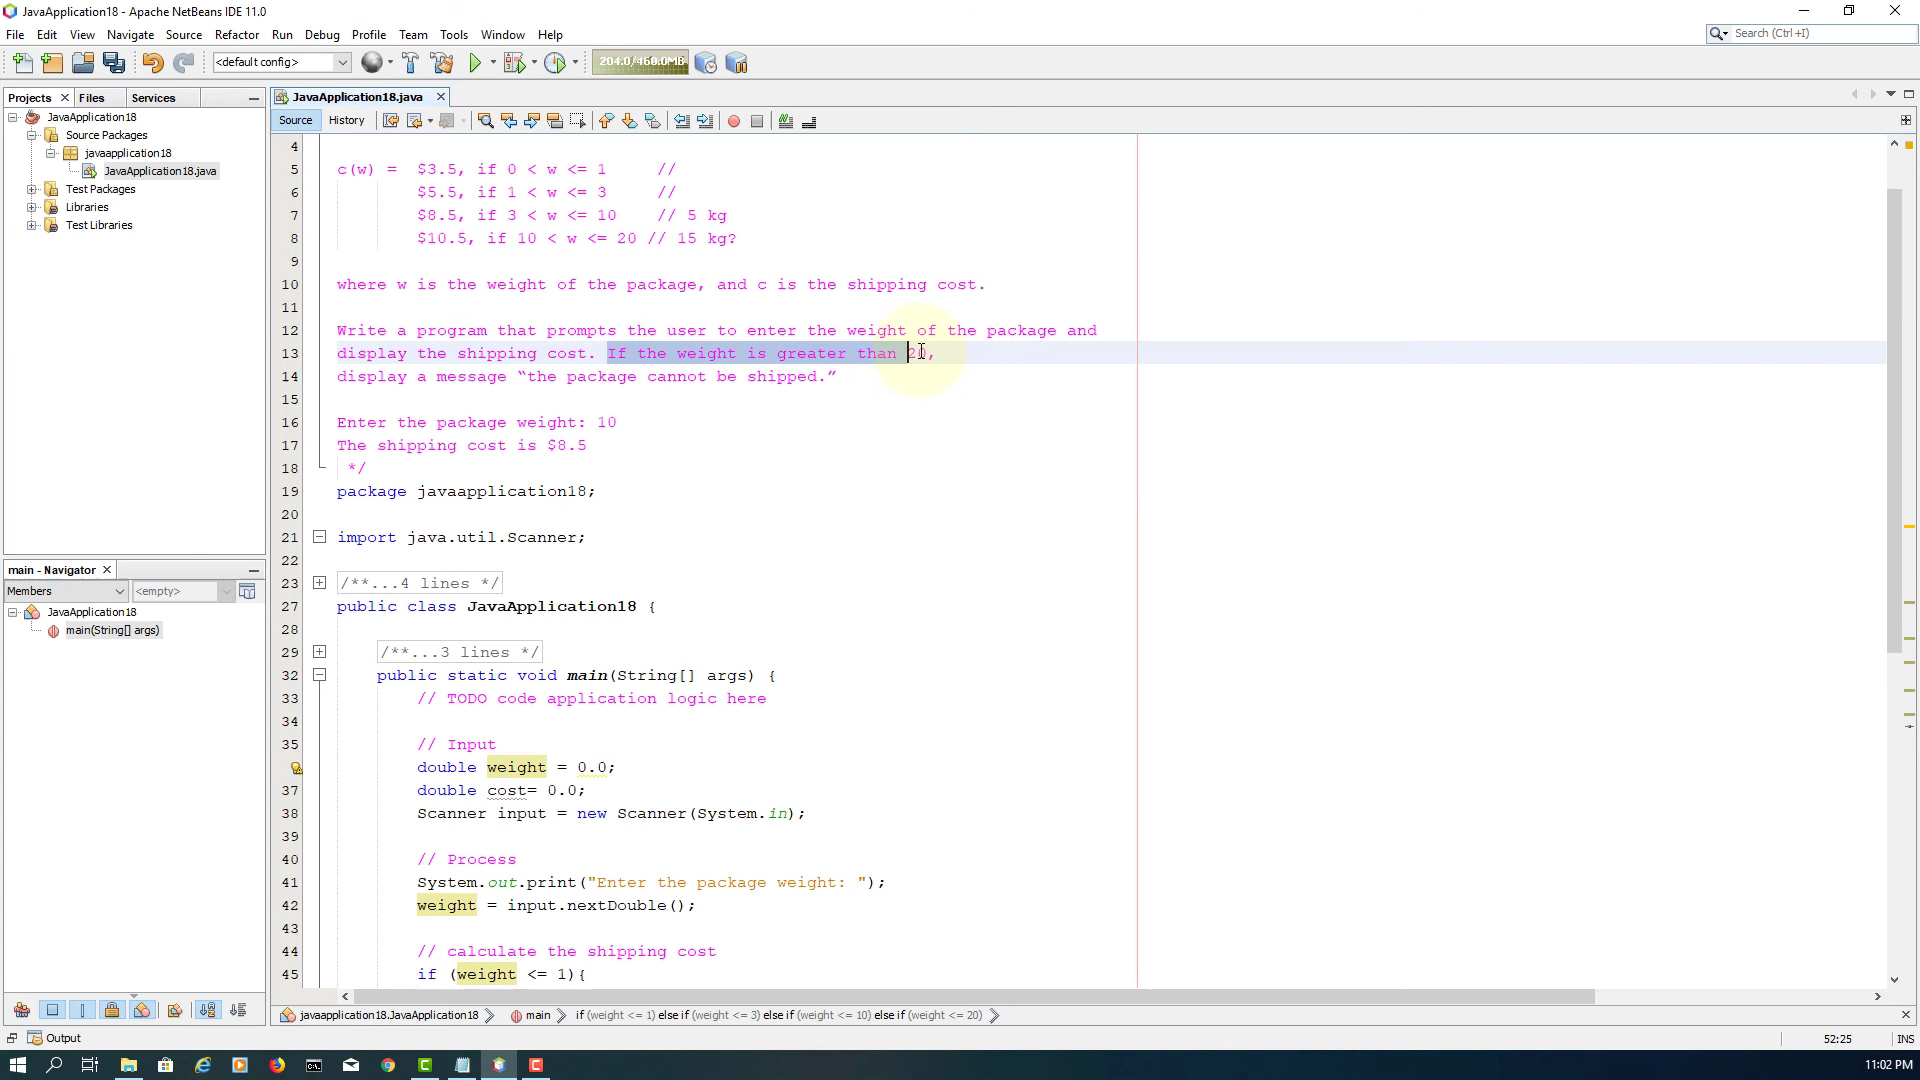 JavaApplication18 - Apache NetBeans IDE 11.0
File Edit View Navigate Source Refactor Run Debug Profile Team Tools Window Help
Search (Ctrl+I)
<default config>
204.0/460.0MB
Projects Files Services
JavaApplication18.java
JavaApplication18
Source Packages
javaapplication18
JavaApplication18.java
Test Packages
Libraries
Test Libraries
Source History
4
5 c(w) = $3.5, if 0 < w <= 1 //
6 $5.5, if 1 < w <= 3 //
7 $8.5, if 3 < w <= 10 // 5 kg
8 $10.5, if 10 < w <= 20 // 15 kg?
9
10 where w is the weight of the package, and c is the shipping cost.
11
12 Write a program that prompts the user to enter the weight of the package and
13 display the shipping cost. If the weight is greater than 20,
14 display a message “the package cannot be shipped.”
15
16 Enter the package weight: 10
17 The shipping cost is $8.5
18 */
19 package javaapplication18;
20
21 import java.util.Scanner;
22
23 /**...4 lines */
27 public class JavaApplication18 {
28
29 /**...3 lines */
32 public static void main(String[] args) {
33 // TODO code application logic here
34
35 // Input
double weight = 0.0;
37 double cost= 0.0;
38 Scanner input = new Scanner(System.in);
39
40 // Process
41 System.out.print("Enter the package weight: ");
42 weight = input.nextDouble();
43
44 // calculate the shipping cost
45 if (weight <= 1){
main - Navigator
Members <empty>
JavaApplication18
main(String[] args)
javaapplication18.JavaApplication18 main if (weight <= 1) else if (weight <= 3) else if (weight <= 10) else if (weight <= 20)
Output
52:25 INS
11:02 PM